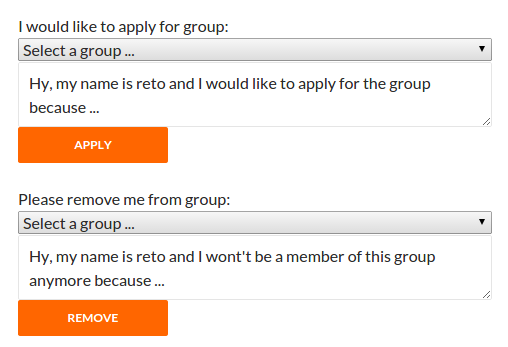 I would like to apply for group:
Select a group ...
Hy, my name is reto and I would like to apply for the group
because ...
APPLY
Please remove me from group:
Select a group ...
Hy, my name is reto and I wont't be a member of this group
anymore because ...
REMOVE